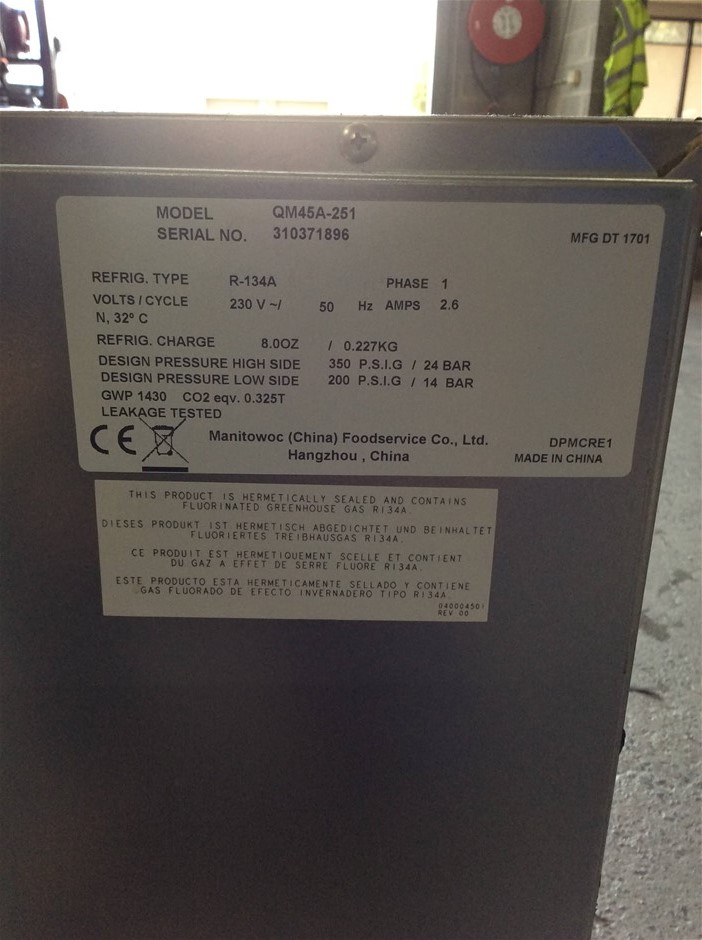 MODEL QM45A-251
SERIAL NO. 310371896
MFG DT 1701
REFRIG. TYPE R-134A PHASE 1
VOLTS / CYCLE 230 V ~/ 50 Hz AMPS 2.6
N, 32º C
REFRIG. CHARGE 8.0OZ / 0.227KG
DESIGN PRESSURE HIGH SIDE 350 P.S.I.G / 24 BAR
DESIGN PRESSURE LOW SIDE 200 P.S.I.G / 14 BAR
GWP 1430 CO2 eqv. 0.325T
LEAKAGE TESTED
CE Manitowoc (China) Foodservice Co., Ltd. DPMCRE1
Hangzhou , China MADE IN CHINA
THIS PRODUCT IS HERMETICALLY SEALED AND CONTAINS
FLUORINATED GREENHOUSE GAS R134A.
DIESES PRODUKT IST HERMETISCH ABGEDICHTET UND BEINHALTET
FLUORIERTES TREIBHAUSGAS R134A.
CE PRODUIT EST HERMETIQUEMENT SCELLE ET CONTIENT
DU GAZ A EFFET DE SERRE FLUORE R134A.
ESTE PRODUCTO ESTA HERMETICAMENTE SELLADO Y CONTIENE
GAS FLUORADO DE EFECTO INVERNADERO TIPO R134A.
040004501
REV 00